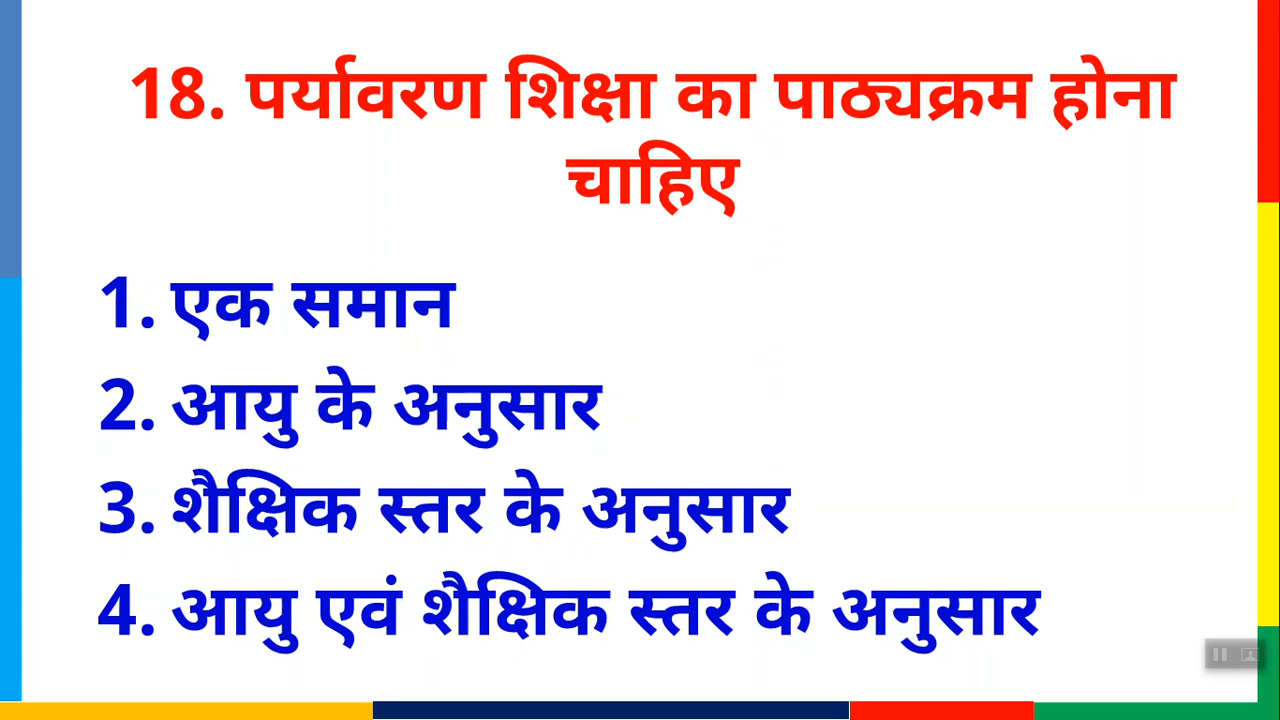 18. पर्यावरण शिक्षा का पाठ्यक्रम होना
चाहिए
1. एक समान
2. आयु के अनुसार
3. शैक्षिक स्तर के अनुसार
4. आयु एवं शैक्षिक स्तर के अनुसार